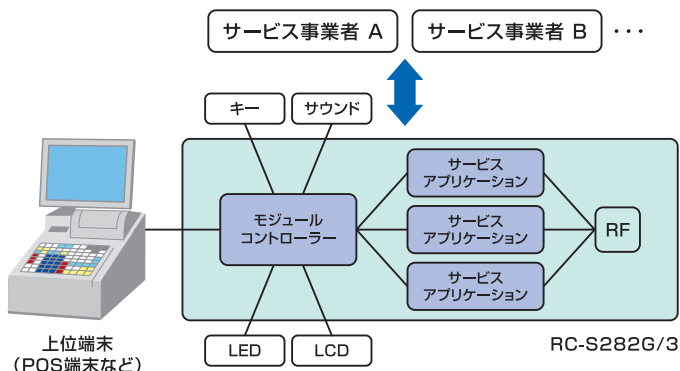 サービス事業者 A
サービス事業者 B ・・・
キー
サウンド
サービス
アプリケーション
モジュール
コントローラー
サービス
アプリケーション
RF
サービス
アプリケーション
上位端末
(POS端末など)
LED
LCD
RC-S282G/3